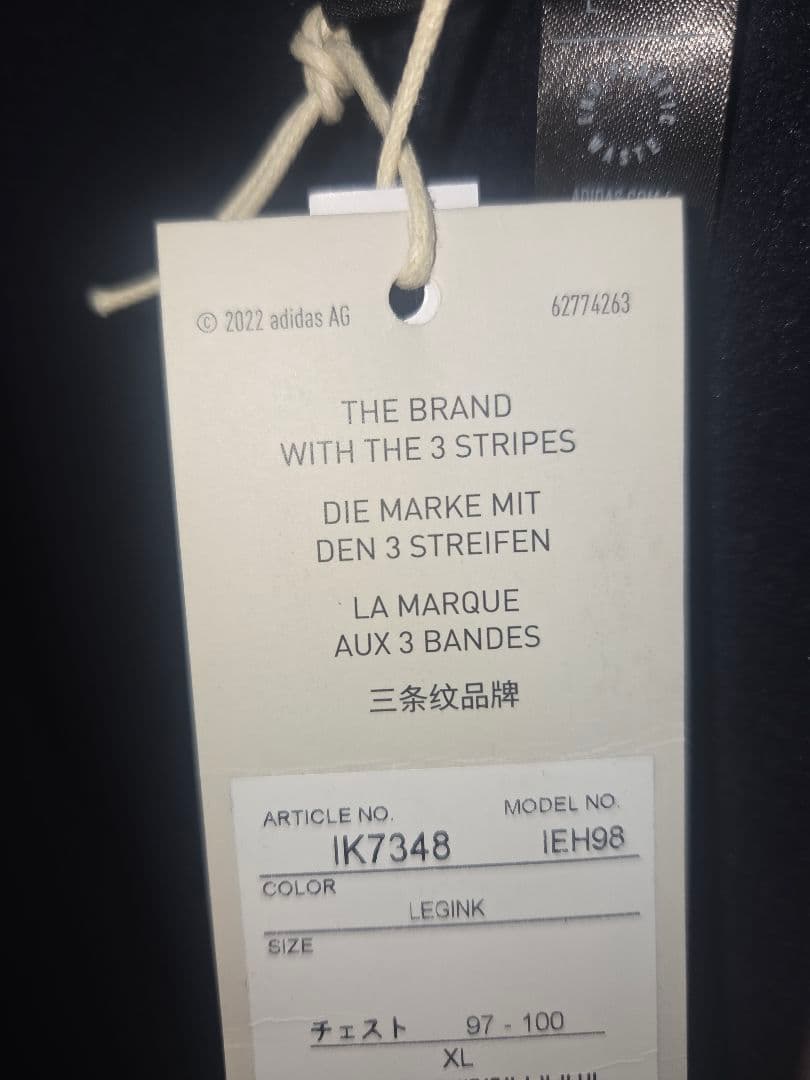 WASTE
© 2022 adidas AG
62774263
THE BRAND
WITH THE 3 STRIPES
DIE MARKE MIT
DEN 3 STREIFEN
LA MARQUE
AUX 3 BANDES
三条纹品牌
ARTICLE NO.
MODEL NO.
IK7348
IEH98
COLOR
LEGINK
SIZE
チェスト 97 - 100
XL